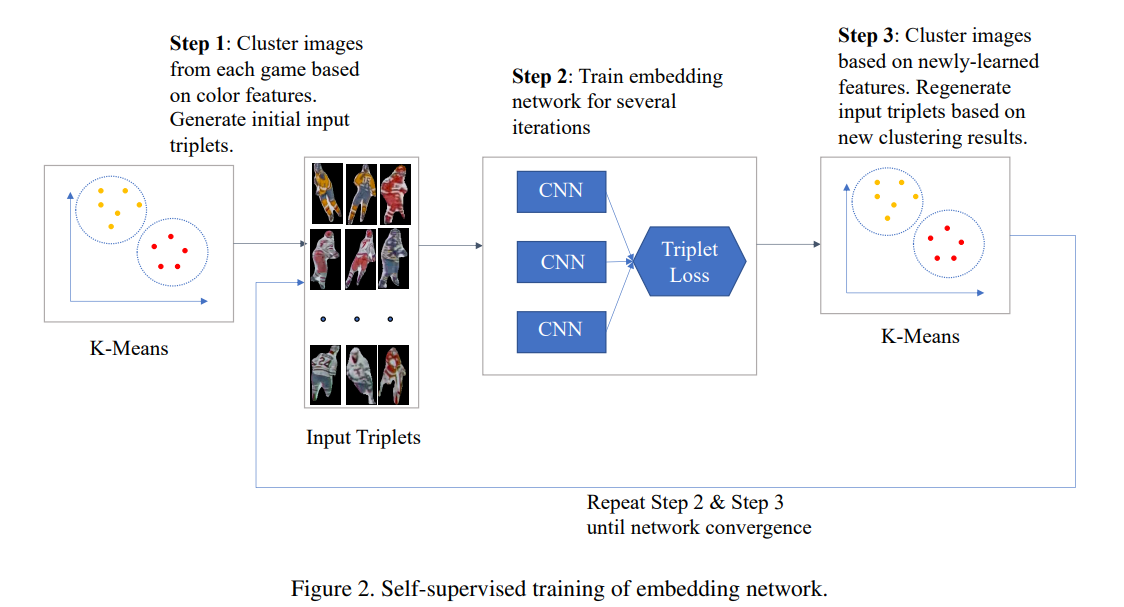 Step 1: Cluster images
from each game based
on color features.
Generate initial input
triplets.
K-Means
Input Triplets
Step 2: Train embedding
network for several
iterations
CNN
CNN
CNN
Triplet
Loss
Step 3: Cluster images
based on newly-learned
features. Regenerate
input triplets based on
new clustering results.
K-Means
Repeat Step 2 & Step 3
until network convergence
Figure 2. Self-supervised training of embedding network.